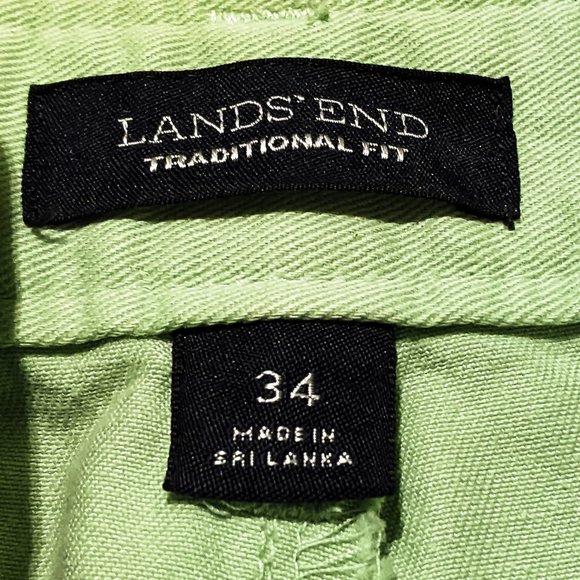 LANDS' END
TRADITIONAL FIT
34
MADE IN
SRI LANKA